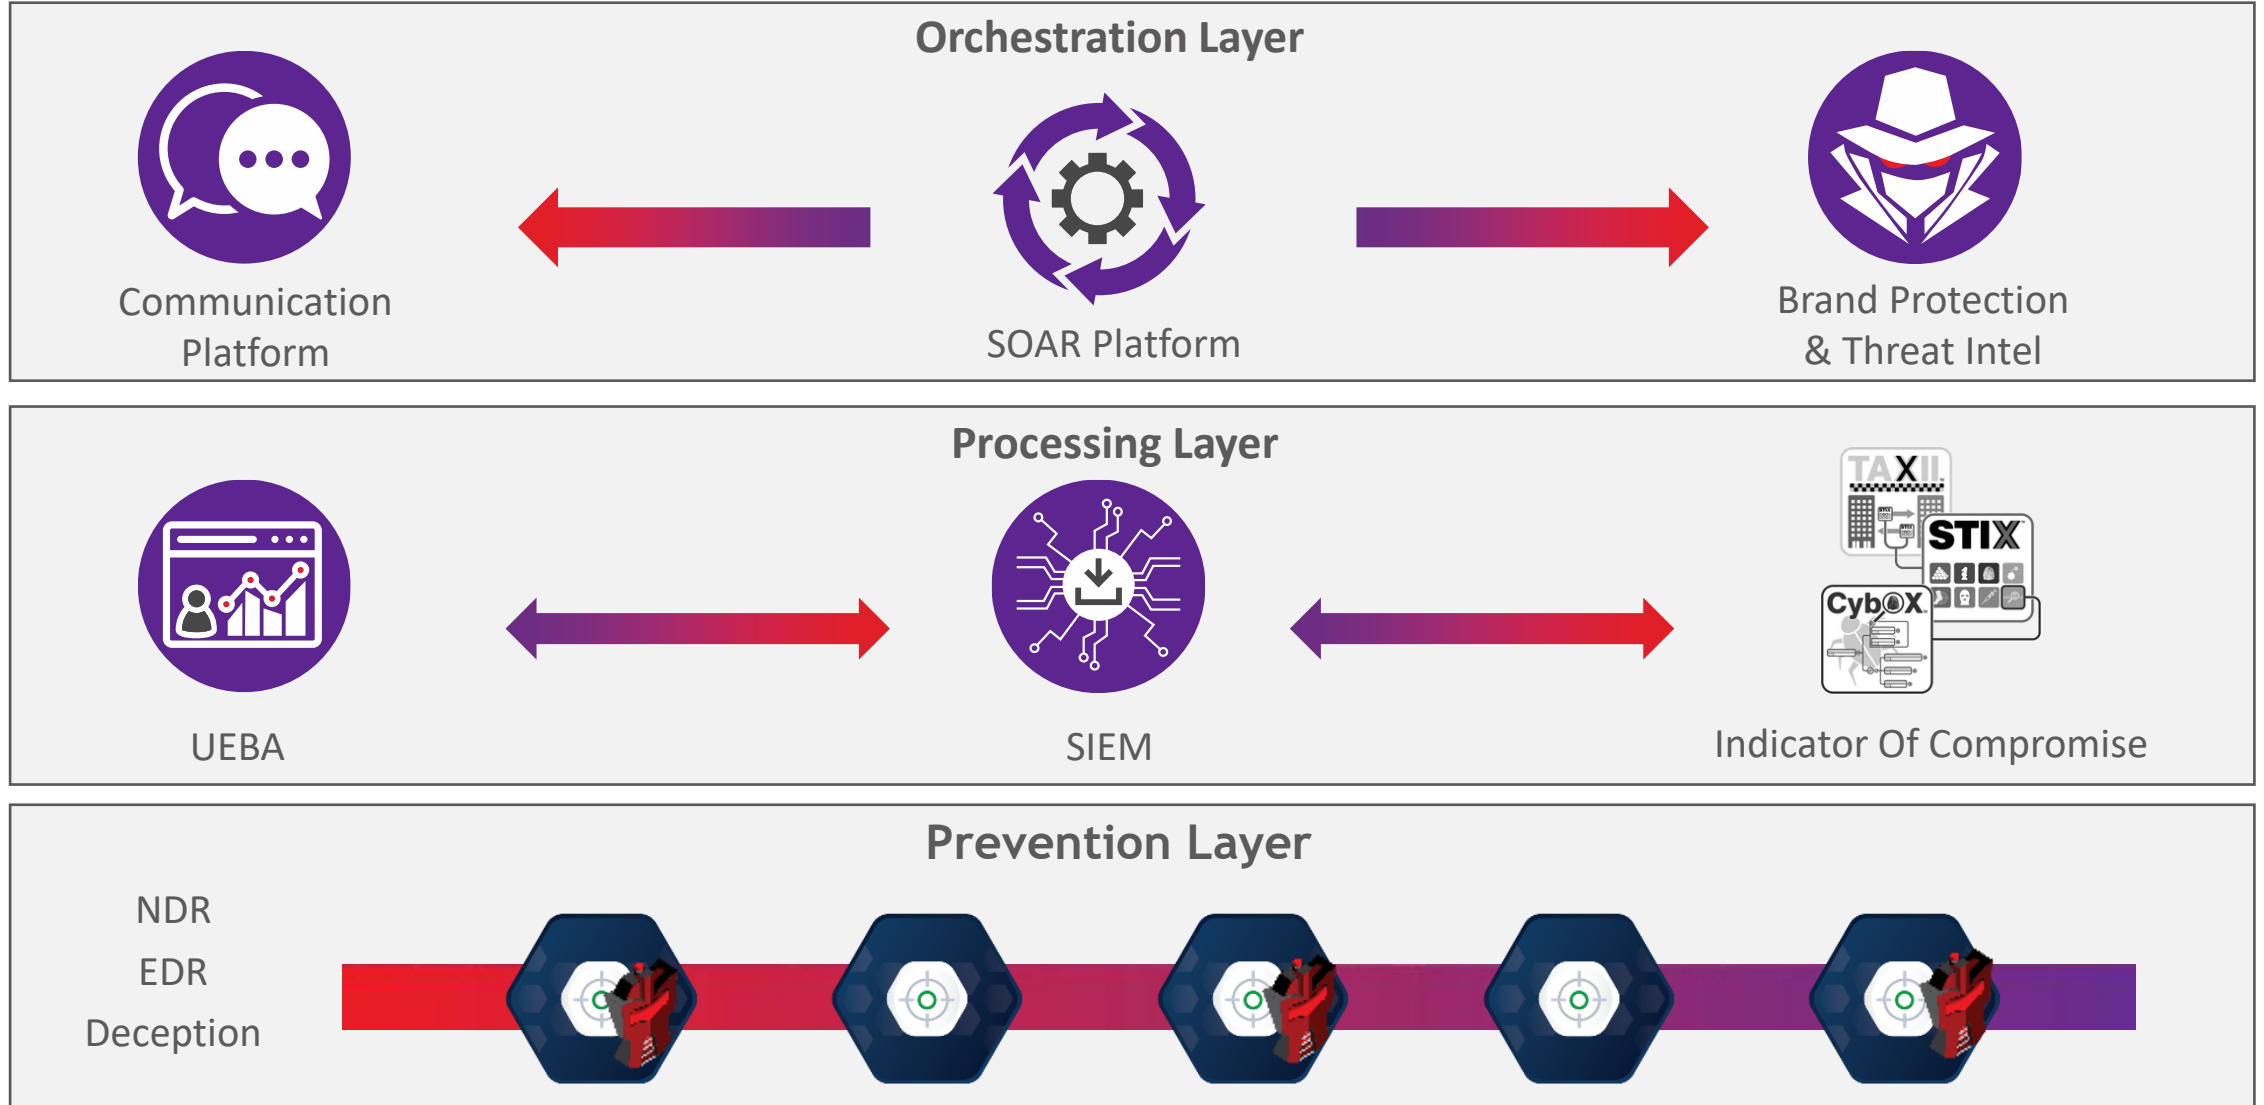 Orchestration Layer
Communication
Platform
SOAR Platform
Brand Protection
& Threat Intel
Processing Layer
TAXII
STIX
CybOX
UEBA
SIEM
Indicator Of Compromise
Prevention Layer
NDR
EDR
Deception